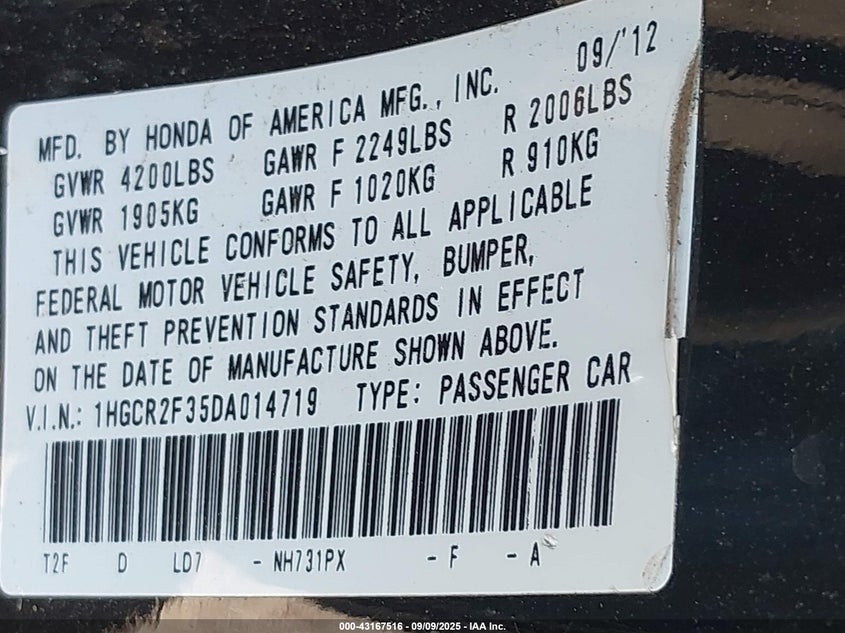 09/'12
MFD. BY HONDA OF AMERICA MFG., INC.
GVWR 4200LBS GAWR F 2249LBS R 2006LBS
GVWR 1905KG GAWR F 1020KG R 910KG
THIS VEHICLE CONFORMS TO ALL APPLICABLE
FEDERAL MOTOR VEHICLE SAFETY, BUMPER,
AND THEFT PREVENTION STANDARDS IN EFFECT
ON THE DATE OF MANUFACTURE SHOWN ABOVE.
V.I.N.: 1HGCR2F35DA014719 TYPE: PASSENGER CAR
T2F D LD7 - NH731PX - F - A
000-43167516 - 09/09/2025 - IAA Inc.